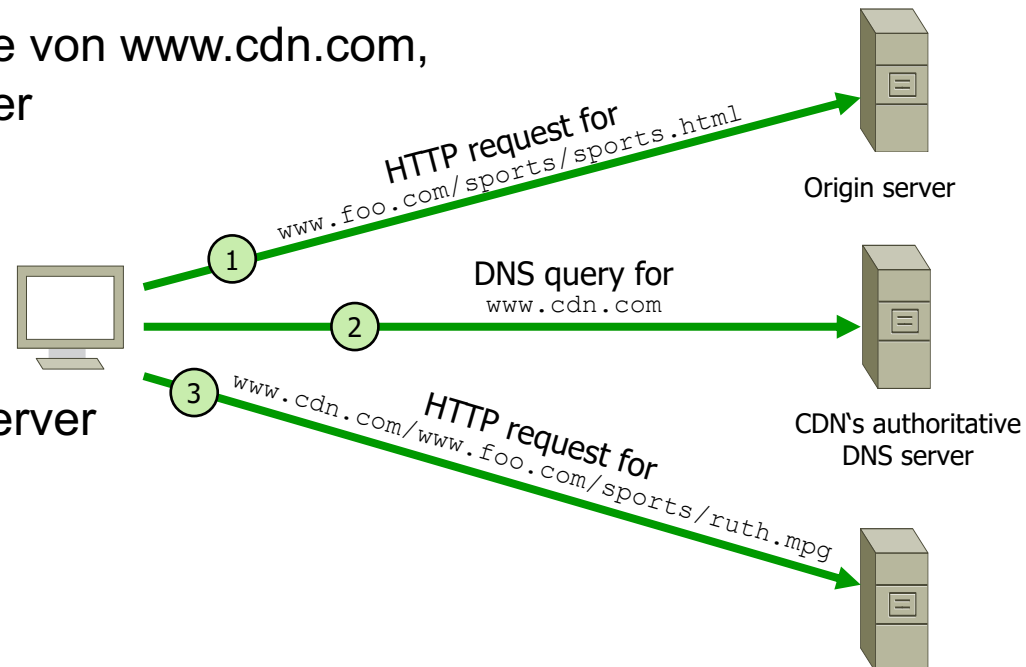 e von www.cdn.com,
er
HTTP request for
www.foo.com/sports/sports.html
Origin server
1
DNS query for
www.cdn.com
2
CDN‘s authoritative
DNS server
3
HTTP request for
www.cdn.com/www.foo.com/sports/ruth.mpg
erver